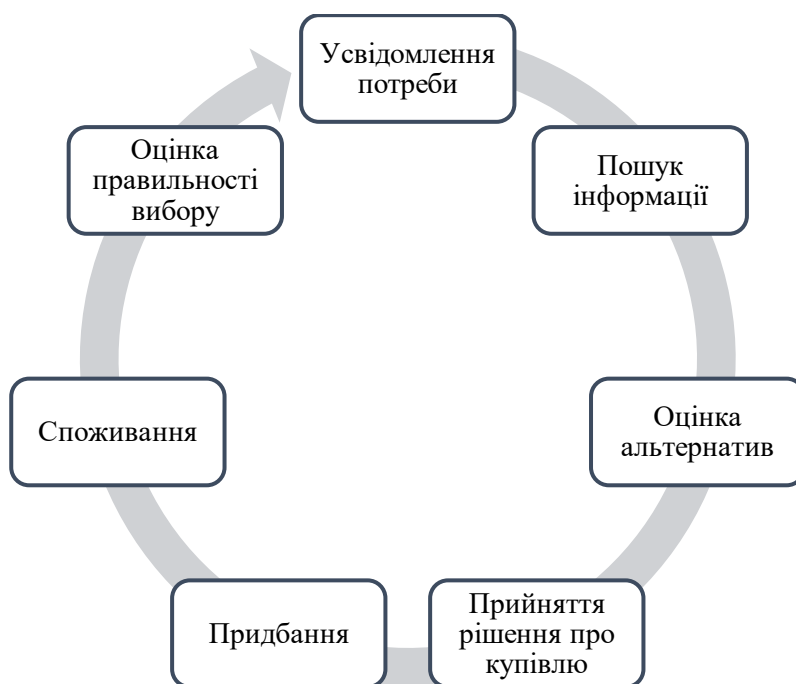 Усвідомлення
потреби
Пошук
інформації
Оцінка
альтернатив
Прийняття
рішення про
купівлю
Придбання
Споживання
Оцінка
правильності
вибору